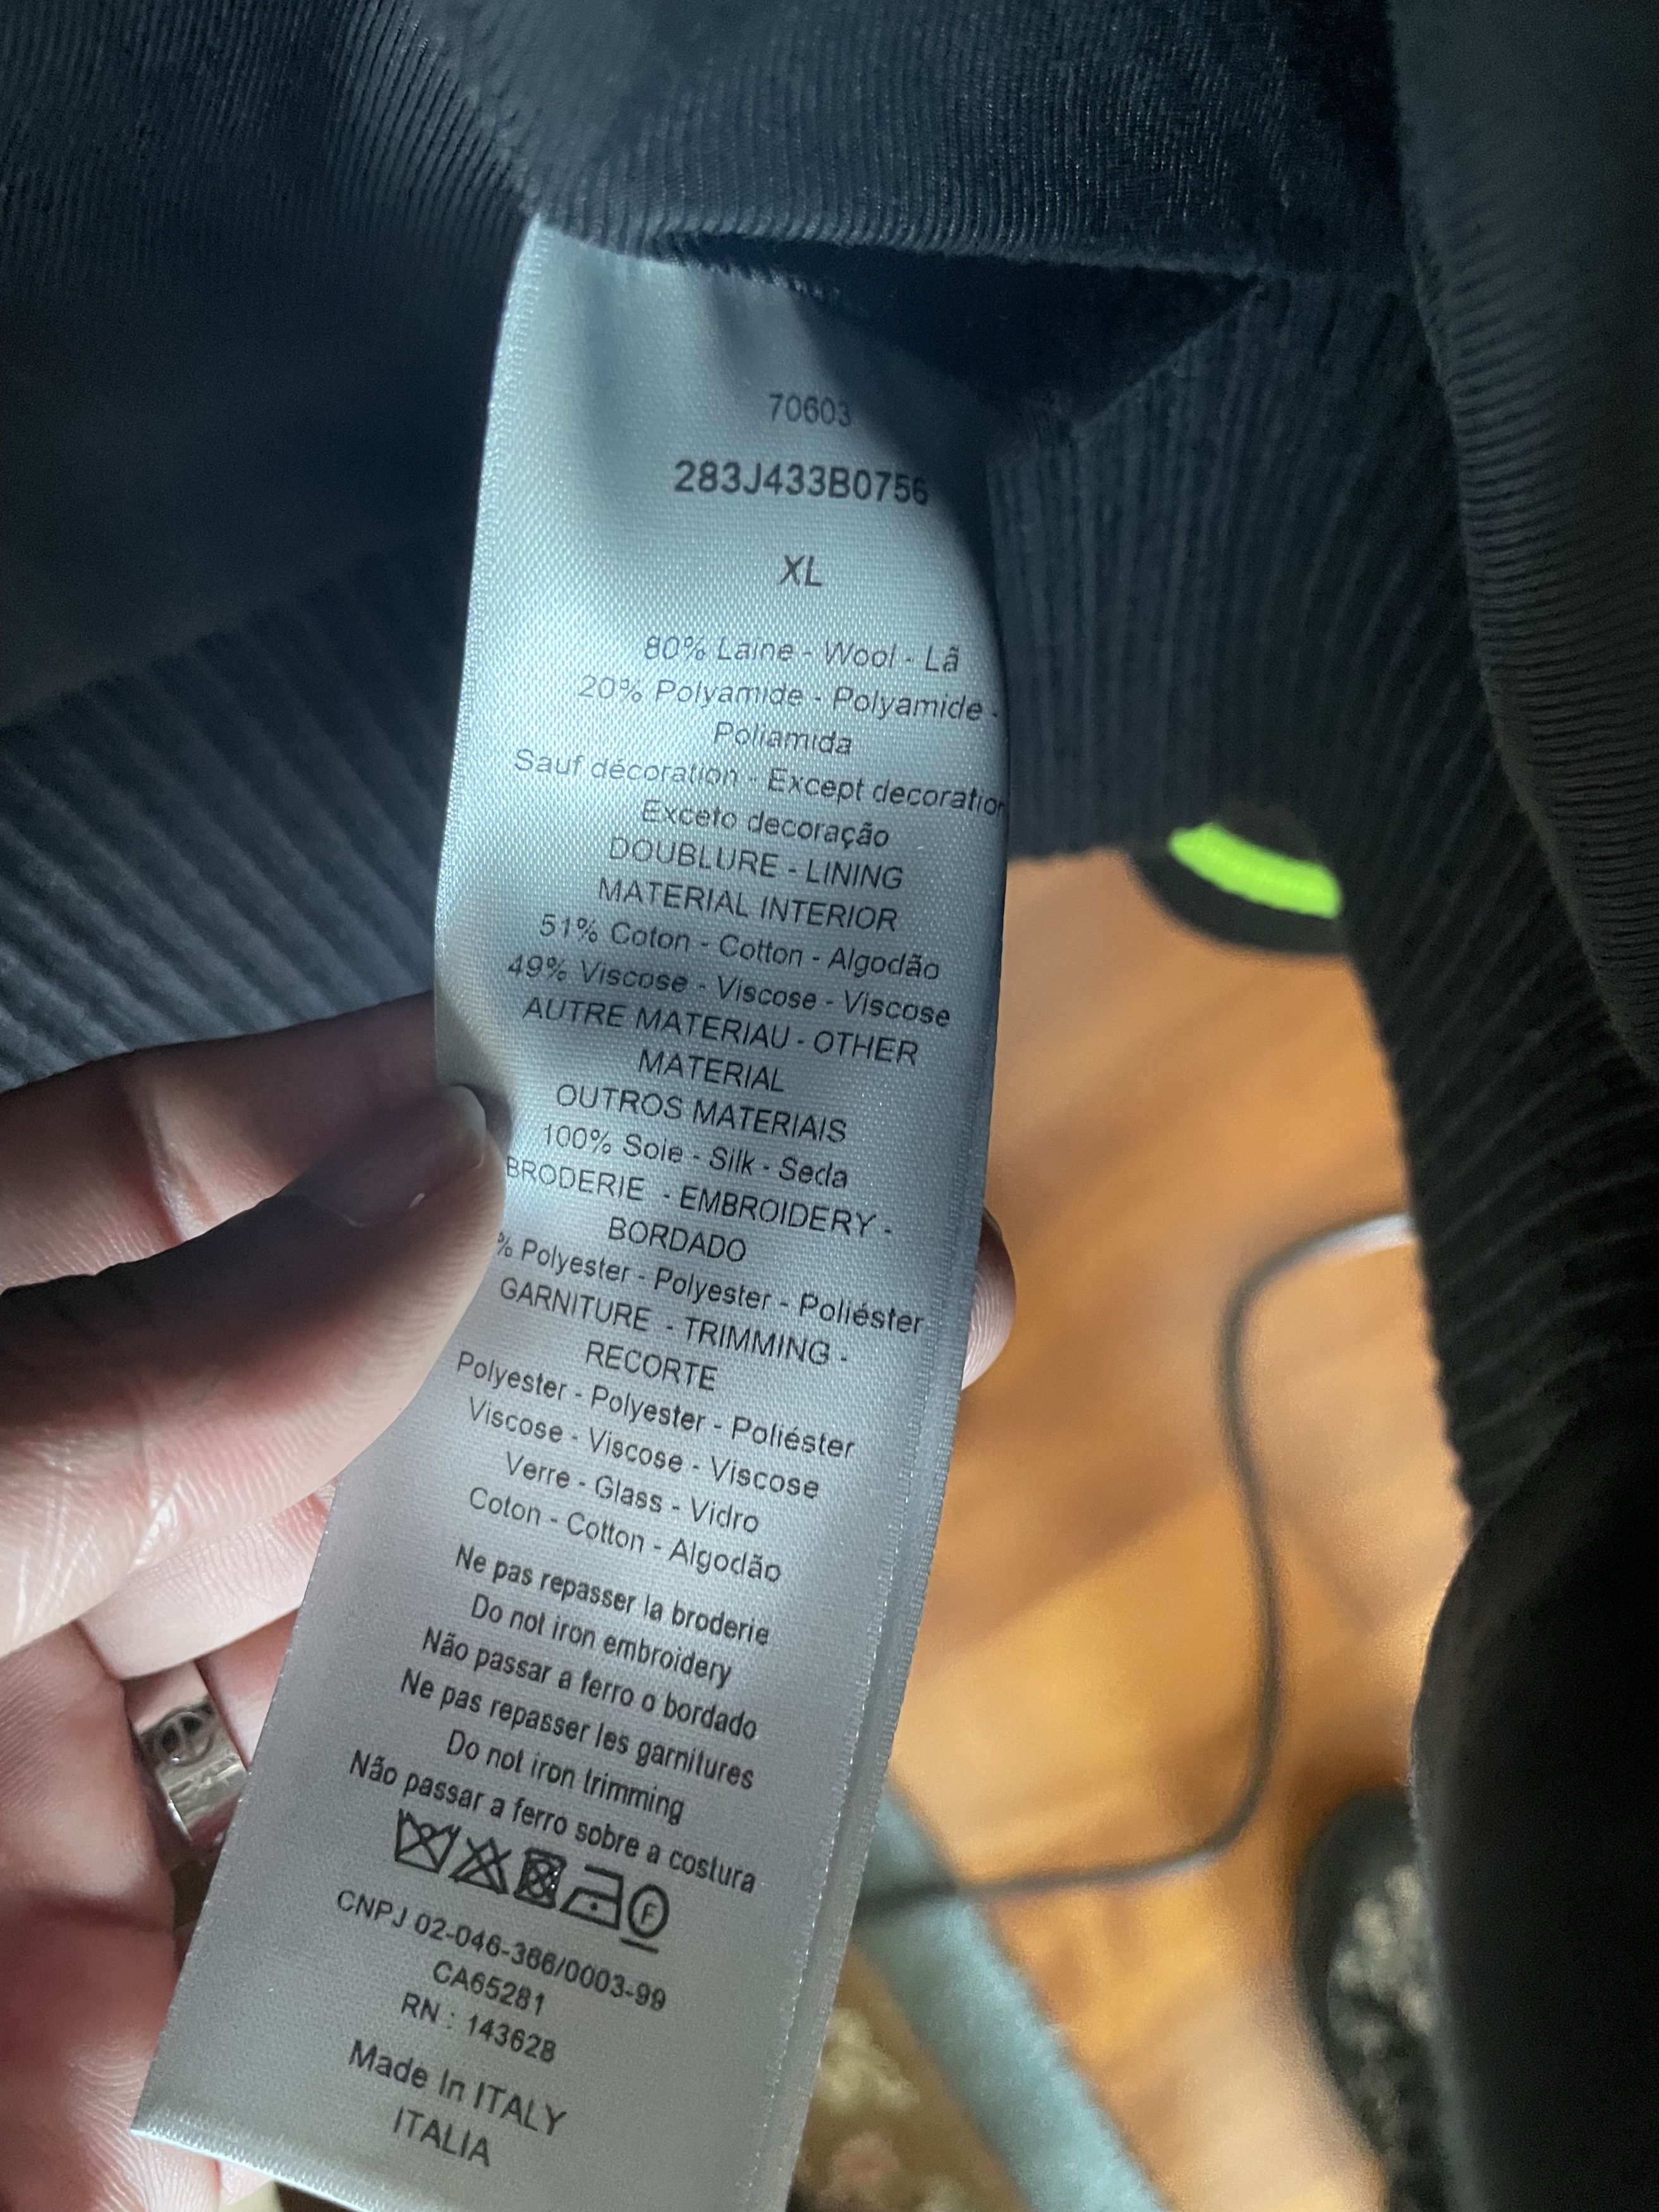 70603
283J433B0756
XL
80% Laine - Wool - Lã
20% Polyamide - Polyamide -
Poliamida
Sauf décoration - Except decoration
Exceto decoração
DOUBLURE - LINING
MATERIAL INTERIOR
51% Coton - Cotton - Algodão
49% Viscose - Viscose - Viscose
AUTRE MATERIAU - OTHER
MATERIAL
OUTROS MATERIAIS
100% Soie - Silk - Seda
BRODERIE - EMBROIDERY -
BORDADO
% Polyester - Polyester - Poliéster
GARNITURE - TRIMMING -
RECORTE
Polyester - Polyester - Poliéster
Viscose - Viscose - Viscose
Verre - Glass - Vidro
Coton - Cotton - Algodão
Ne pas repasser la broderie
Do not iron embroidery
Não passar a ferro o bordado
Ne pas repasser les garnitures
Do not iron trimming
Não passar a ferro sobre a costura
F
CNPJ 02-046-366/0003-99
CA65281
RN : 143628
Made In ITALY
ITALIA